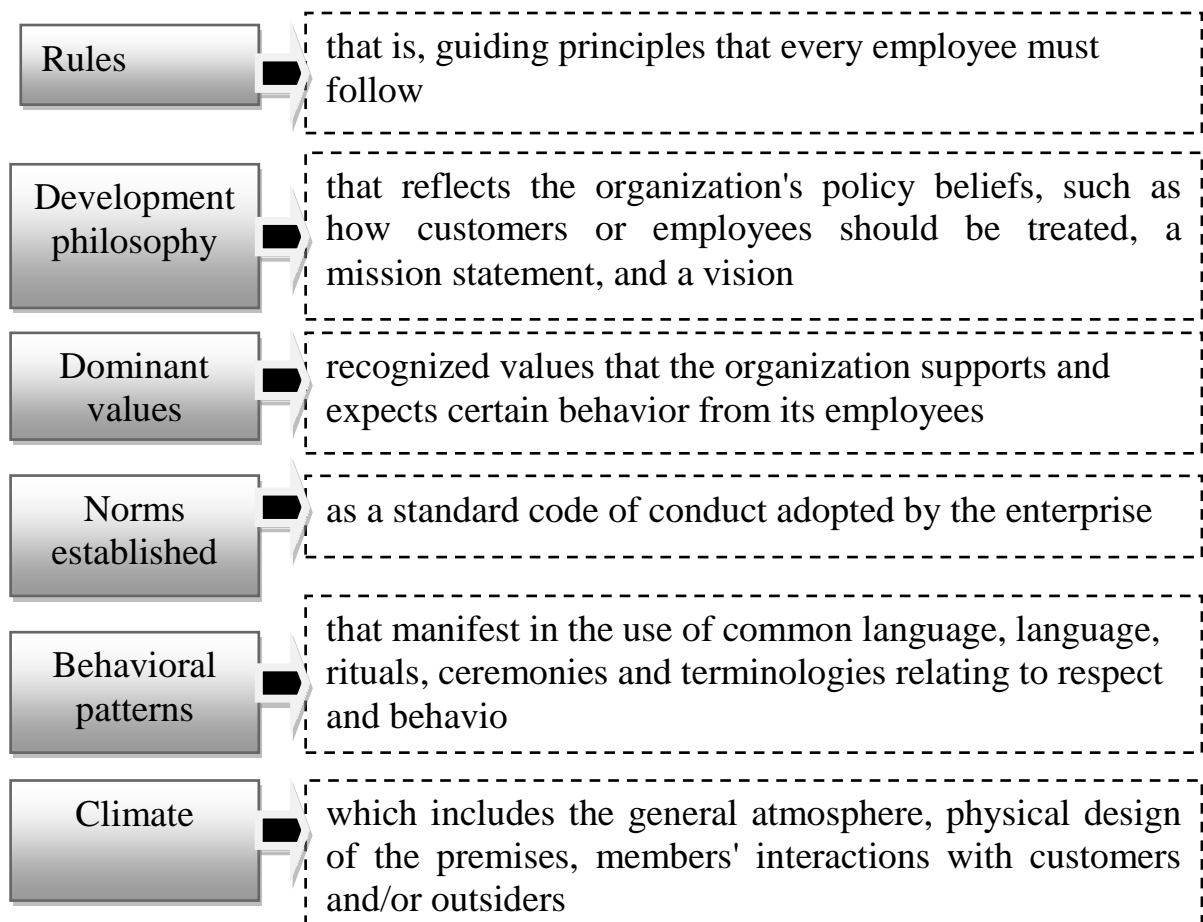 Rules
that is, guiding principles that every employee must
follow
Development
philosophy
that reflects the organization's policy beliefs, such as
how customers or employees should be treated, a
mission statement, and a vision
Dominant
values
recognized values that the organization supports and
expects certain behavior from its employees
Norms
established
as a standard code of conduct adopted by the enterprise
Behavioral
patterns
that manifest in the use of common language, language,
rituals, ceremonies and terminologies relating to respect
and behavio
Climate
which includes the general atmosphere, physical design
of the premises, members' interactions with customers
and/or outsiders